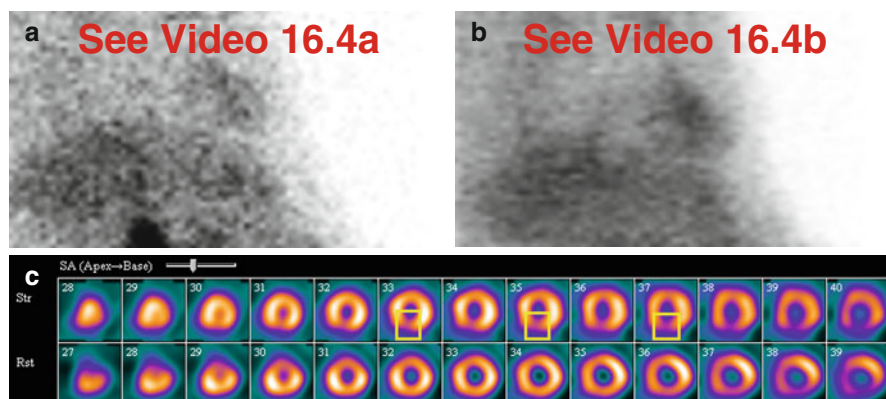 a See Video 16.4a
b See Video 16.4b
c SA (Apex→Base)
Str 28 29 30 31 32 33 34 35 36 37 38 39 40
Rst 27 28 29 30 31 32 33 34 35 36 37 38 39